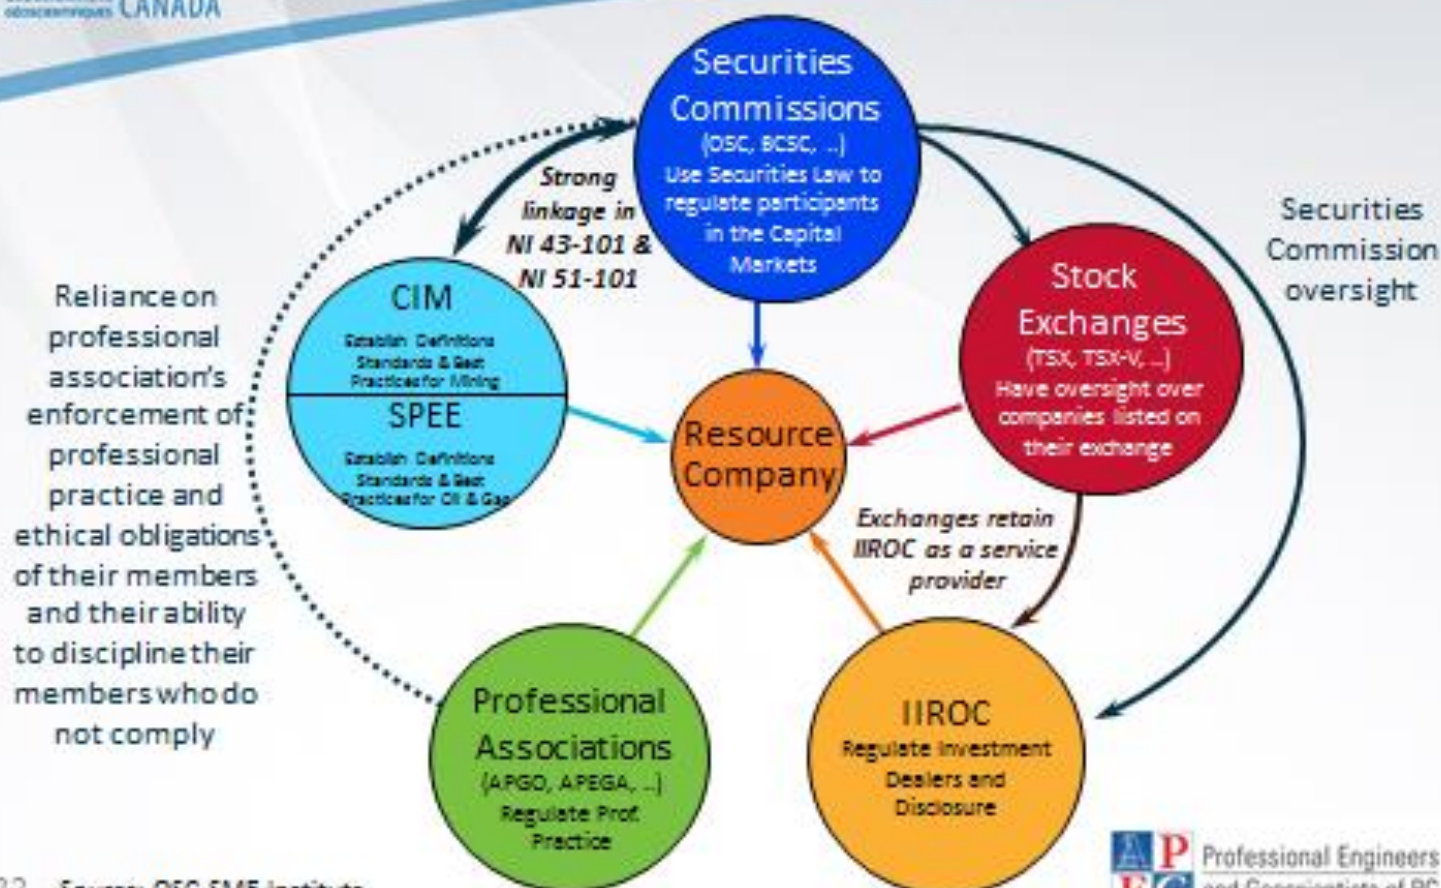 GÉOSCIENTIFIQUES CANADA
Securities
Commissions
(OSC, BCSC, ..)
Use Securities Law to
regulate participants
in the Capital
Markets
Strong
linkage in
NI 43-101 &
NI 51-101
Securities
Commission
oversight
Stock
Exchanges
(TSX, TSX-V, ..)
Have oversight over
companies listed on
their exchange
CIM
Establish Definitions
Standards & Best
Practices for Mining
SPEE
Establish Definitions
Standards & Best
Practices for Oil & Gas
Reliance on
professional
association's
enforcement of
professional
practice and
ethical obligations
of their members
and their ability
to discipline their
members who do
not comply
Resource
Company
Exchanges retain
IIROC as a service
provider
Professional
Associations
(APGO, APEGA, ..)
Regulate Prof.
Practice
IIROC
Regulate Investment
Dealers and
Disclosure
A P Professional Engineers